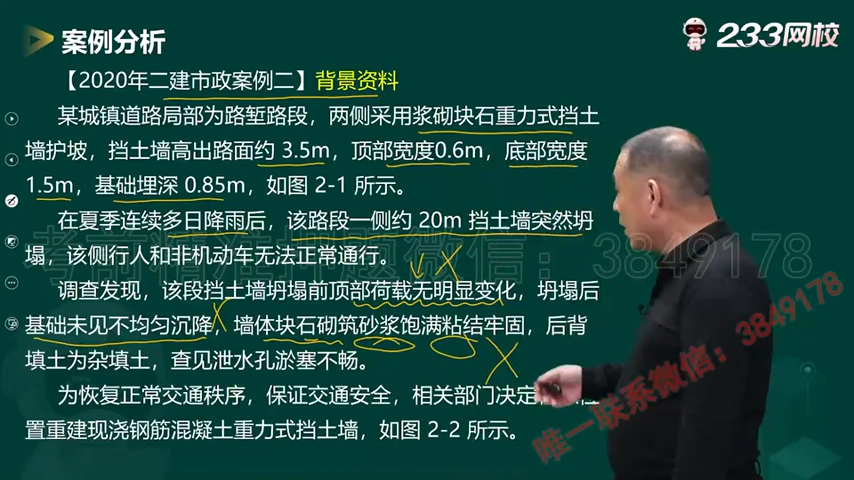 案例分析
233网校
【2020年二建市政案例二】背景资料
某城镇道路局部为路堑路段，两侧采用浆砌块石重力式挡土
墙护坡，挡土墙高出路面约 3.5m，顶部宽度0.6m，底部宽度
1.5m，基础埋深 0.85m，如图 2-1 所示。
在夏季连续多日降雨后，该路段一侧约 20m 挡土墙突然坍
塌，该侧行人和非机动车无法正常通行。
调查发现，该段挡土墙坍塌前顶部荷载无明显变化，坍塌后
基础未见不均匀沉降，墙体块石砌筑砂浆饱满粘结牢固，后背
填土为杂填土，查见泄水孔淤塞不畅。
为恢复正常交通秩序，保证交通安全，相关部门决定
置重建现浇钢筋混凝土重力式挡土墙，如图 2-2 所示。
考前精准押题微信：3849178
唯一联系微信：3849178